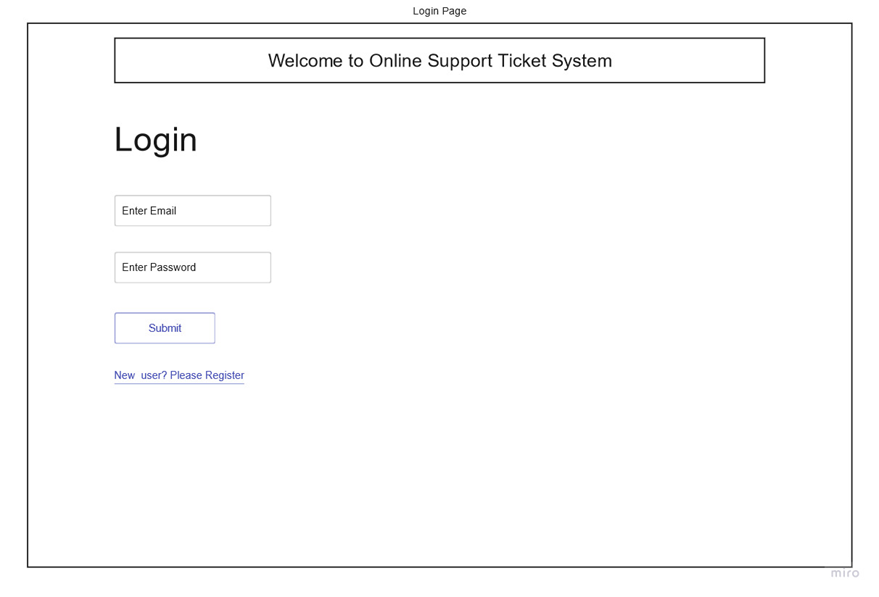 Login Page
Welcome to Online Support Ticket System
Login
Enter Email
Enter Password
Submit
New  user? Please Register
miro